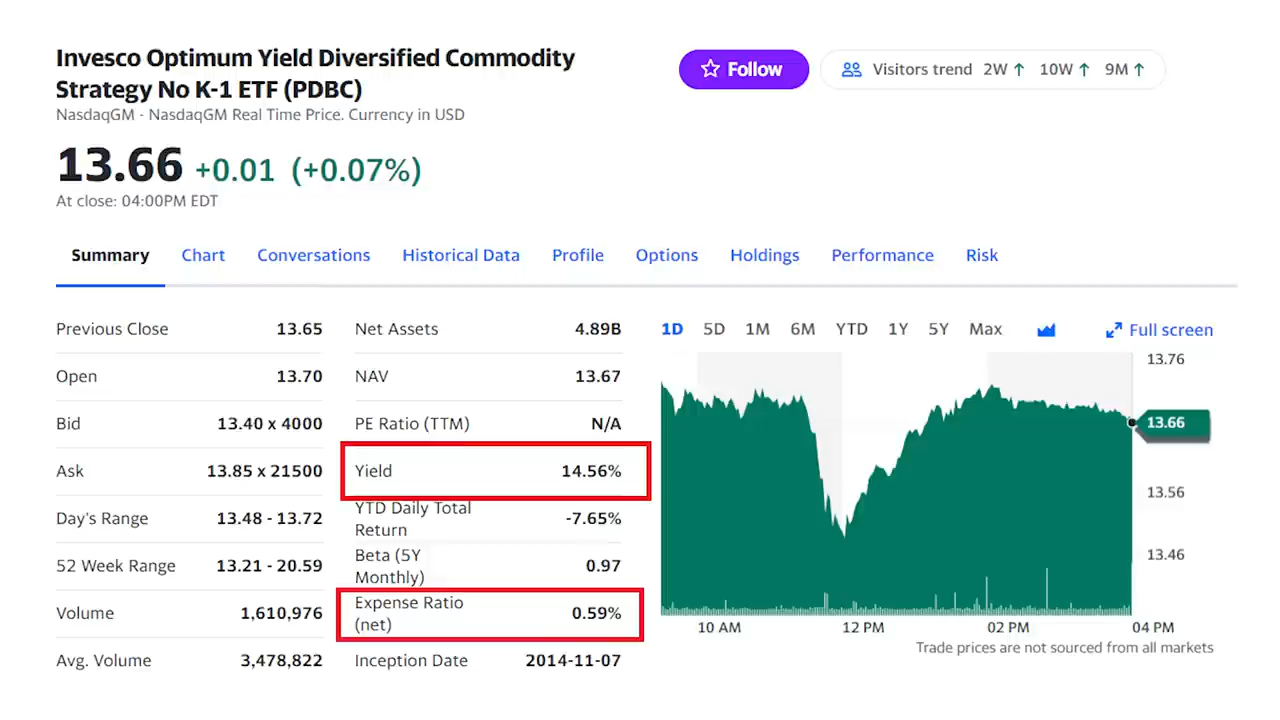 Invesco Optimum Yield Diversified Commodity
Strategy No K-1 ETF (PDBC)
NasdaqGM - NasdaqGM Real Time Price. Currency in USD
Follow
Visitors trend 2W ↑ 10W ↑ 9M ↑
13.66 +0.01 (+0.07%)
At close: 04:00PM EDT
Summary Chart Conversations Historical Data Profile Options Holdings Performance Risk
Previous Close 13.65
Open 13.70
Bid 13.40 x 4000
Ask 13.85 x 21500
Day's Range 13.48 - 13.72
52 Week Range 13.21 - 20.59
Volume 1,610,976
Avg. Volume 3,478,822
Net Assets 4.89B
NAV 13.67
PE Ratio (TTM) N/A
Yield 14.56%
YTD Daily Total
Return -7.65%
Beta (5Y
Monthly) 0.97
Expense Ratio
(net) 0.59%
Inception Date 2014-11-07
1D 5D 1M 6M YTD 1Y 5Y Max Full screen
13.76
13.66
13.56
13.46
10 AM 12 PM 02 PM 04 PM
Trade prices are not sourced from all markets